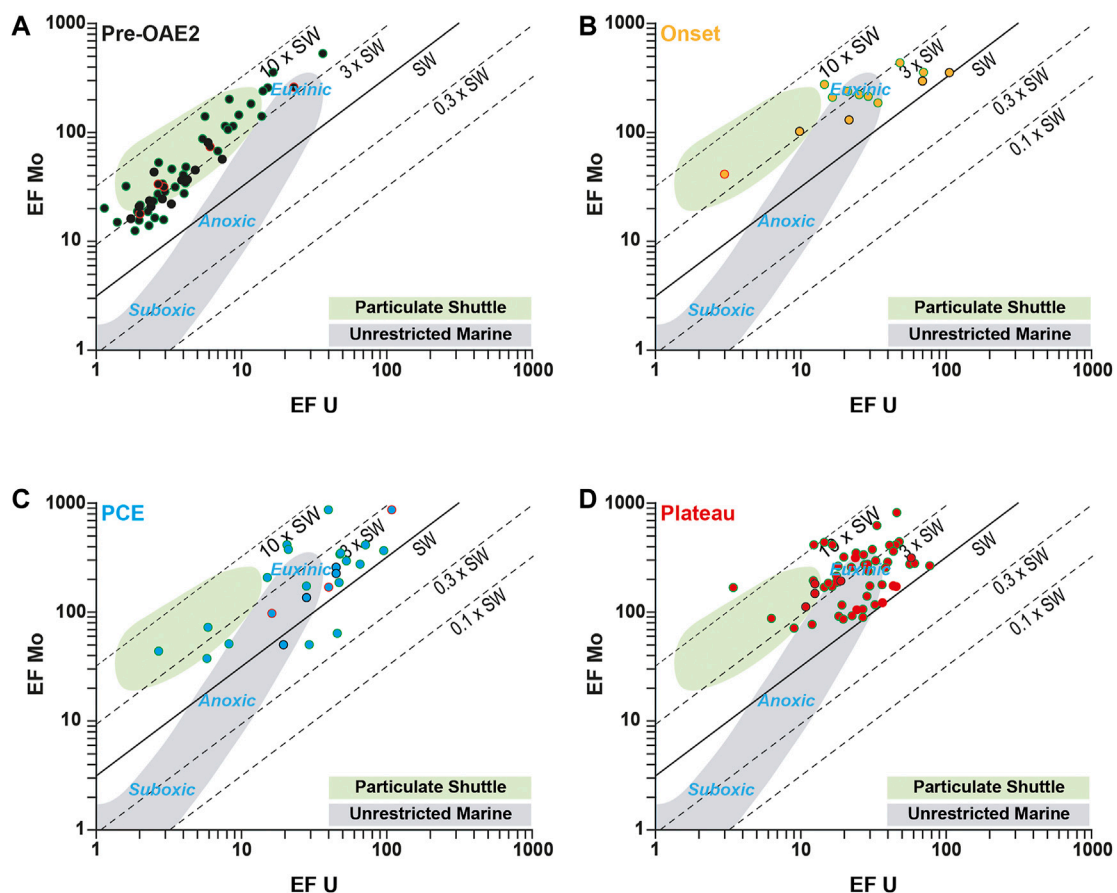 A
Pre-OAE2
EF Mo
1000
100
10
1
10 x SW
3 x SW
SW
0.3 x SW
0.1 x SW
Euxinic
Anoxic
Suboxic
Particulate Shuttle
Unrestricted Marine
1
10
100
1000
EF U
B
Onset
EF Mo
1000
100
10
1
10 x SW
3 x SW
SW
0.3 x SW
0.1 x SW
Euxinic
Anoxic
Suboxic
Particulate Shuttle
Unrestricted Marine
1
10
100
1000
EF U
C
PCE
EF Mo
1000
100
10
1
10 x SW
3 x SW
SW
0.3 x SW
0.1 x SW
Euxinic
Anoxic
Suboxic
Particulate Shuttle
Unrestricted Marine
1
10
100
1000
EF U
D
Plateau
EF Mo
1000
100
10
1
10 x SW
3 x SW
SW
0.3 x SW
0.1 x SW
Euxinic
Anoxic
Suboxic
Particulate Shuttle
Unrestricted Marine
1
10
100
1000
EF U